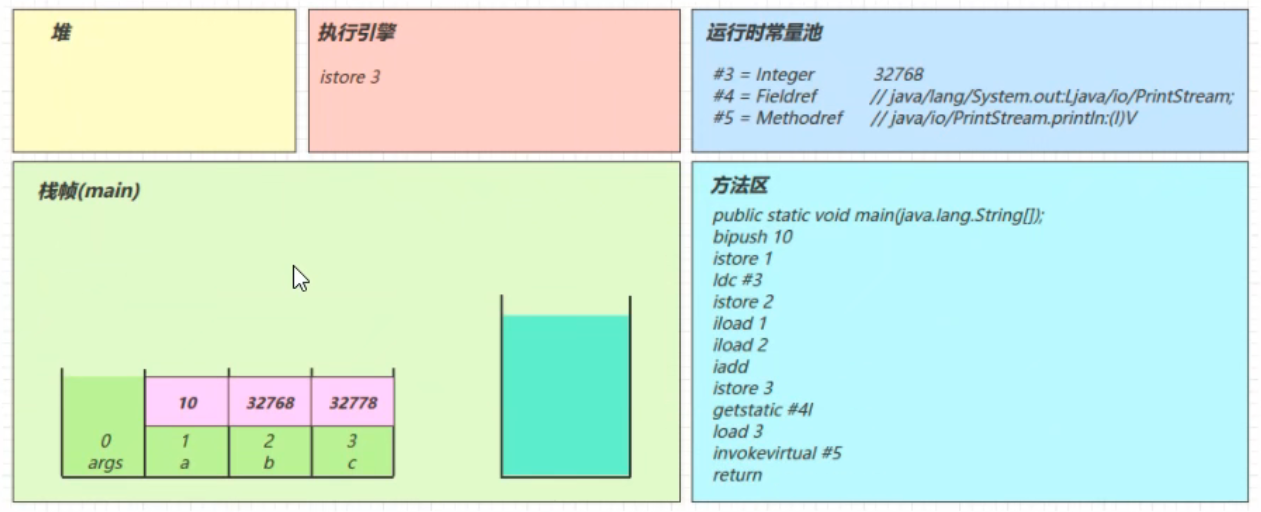 堆
执行引擎
istore 3
运行时常量池
#3 = Integer 32768
#4 = Fieldref // java/lang/System.out:Ljava/io/PrintStream;
#5 = Methodref // java/io/PrintStream.println:(I)V
栈帧(main)
10 32768 32778
0 1 2 3
args a b c
方法区
public static void main(java.lang.String[]);
bipush 10
istore 1
ldc #3
istore 2
iload 1
iload 2
iadd
istore 3
getstatic #4l
load 3
invokevirtual #5
return